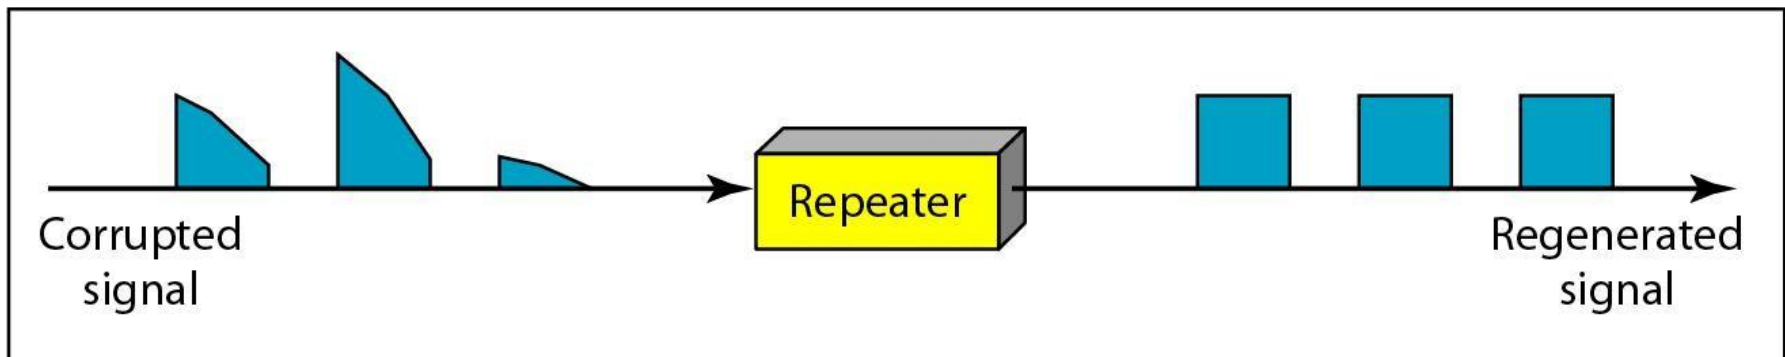 Corrupted
signal
Repeater
Regenerated
signal